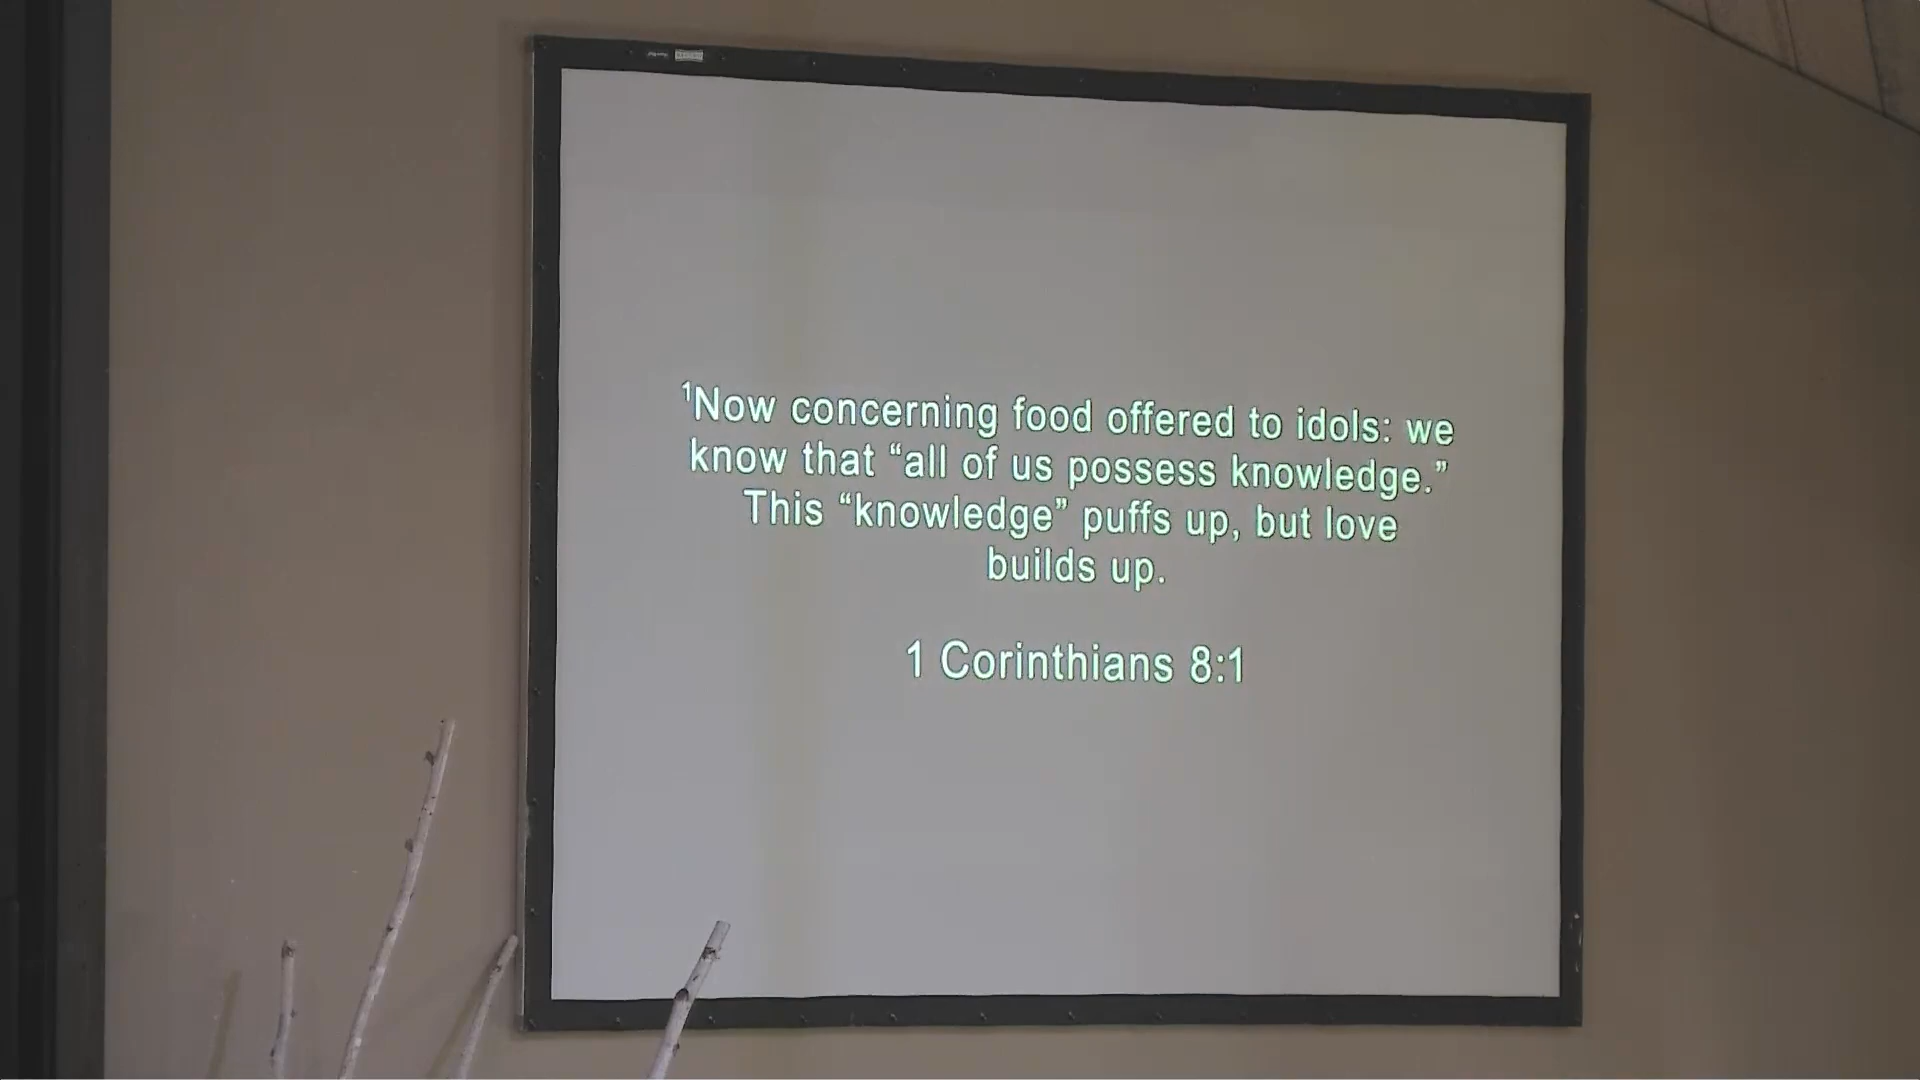 ¹Now concerning food offered to idols: we
know that “all of us possess knowledge.”
This “knowledge” puffs up, but love
builds up.
1 Corinthians 8:1